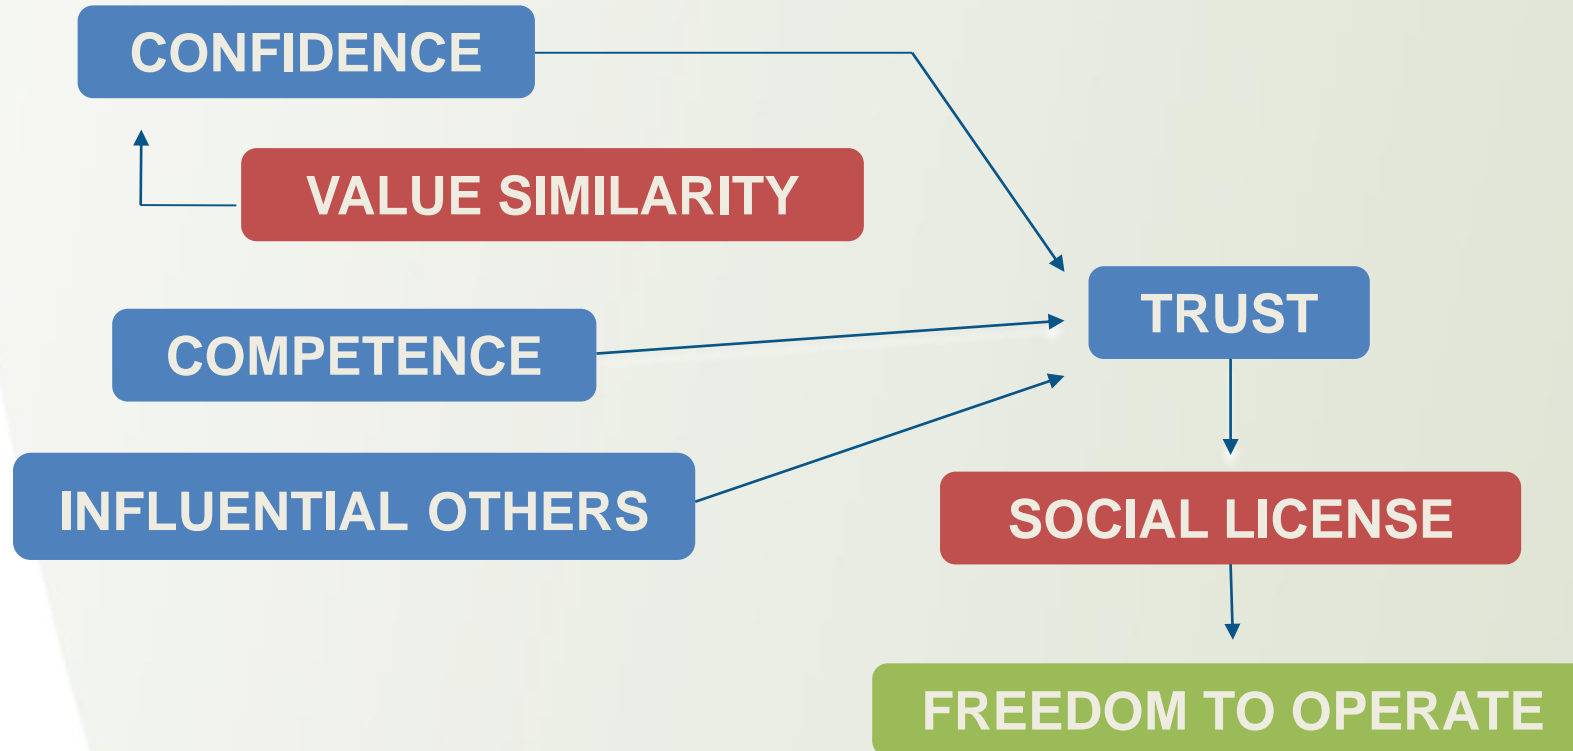 CONFIDENCE
VALUE SIMILARITY
TRUST
COMPETENCE
INFLUENTIAL OTHERS
SOCIAL LICENSE
FREEDOM TO OPERATE